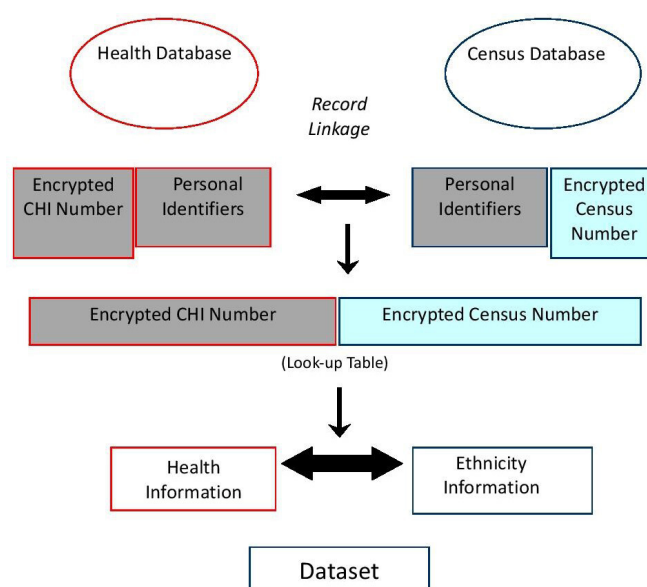 Health Database
Census Database
Record
Linkage
Encrypted
CHI Number
Personal
Identifiers
Personal
Identifiers
Encrypted
Census
Number
Encrypted CHI Number
Encrypted Census Number
(Look-up Table)
Health
Information
Ethnicity
Information
Dataset